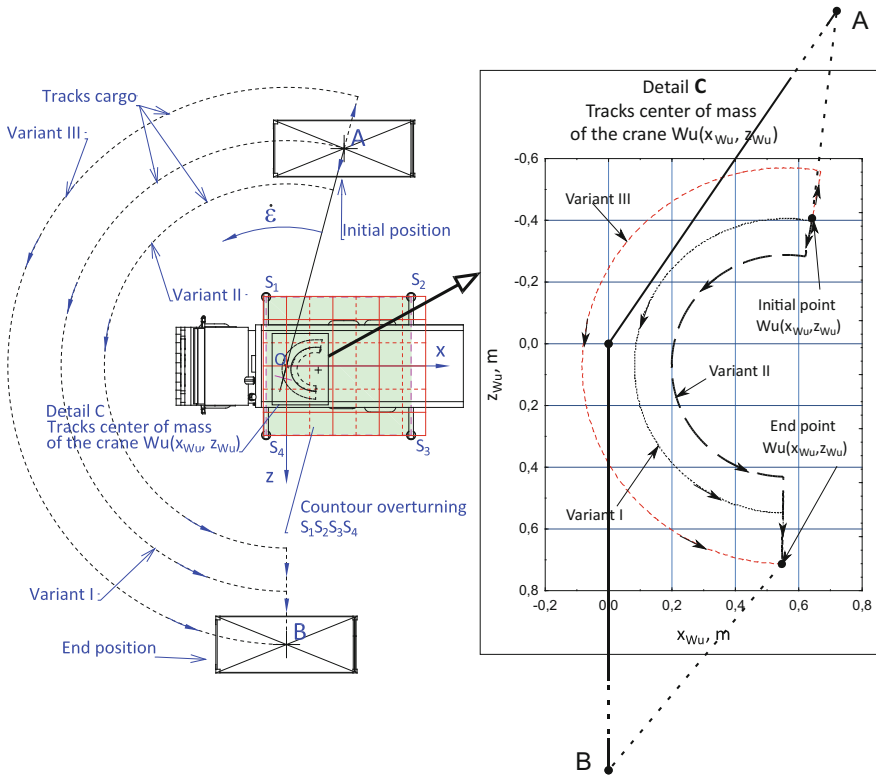 Tracks cargo
Variant III
A
ε̇
Initial position
Variant II
S1
S2
O
x
Detail C
Tracks center of mass
of the crane Wu(xWu, zWu)
S4
S3
z
Countour overturning
S1S2S3S4
Variant I
B
End position
A
Detail C
Tracks center of mass
of the crane Wu(xWu, zWu)
-0,6
Variant III
-0,4
-0,2
Initial point
Wu(xWu,zWu)
0,0
zWu, m
Variant II
0,2
End point
Wu(xWu,zWu)
0,4
Variant I
0,6
0,8
-0,2 0,0 0,2 0,4 0,6 0,8
xWu, m
B